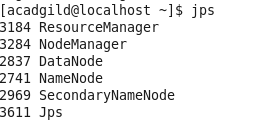 [acadgild@localhost ~]$ jps
3184 ResourceManager
3284 NodeManager
2837 DataNode
2741 NameNode
2969 SecondaryNameNode
3611 Jps